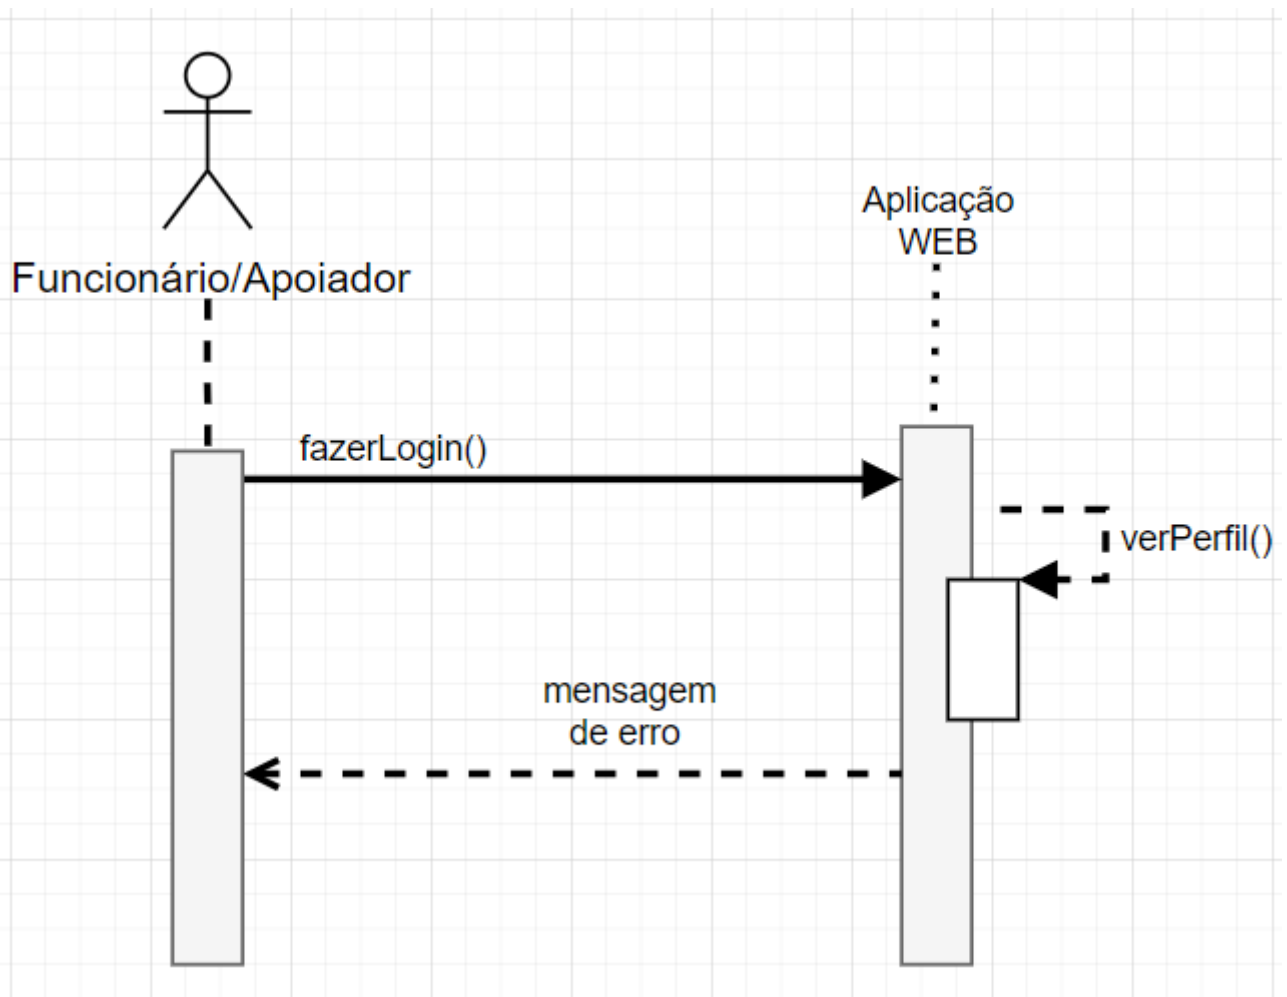 Aplicação
WEB
Funcionário/Apoiador
fazerLogin()
verPerfil()
mensagem
de erro